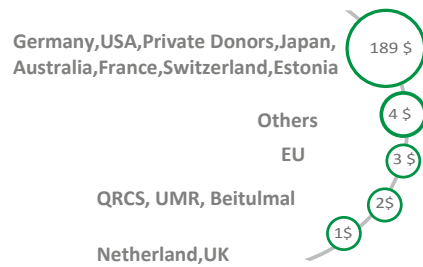 Germany,USA,Private Donors,Japan,
Australia,France,Switzerland,Estonia
189 $
Others
4 $
EU
3 $
QRCS, UMR, Beitulmal
2$
1$
Netherland,UK